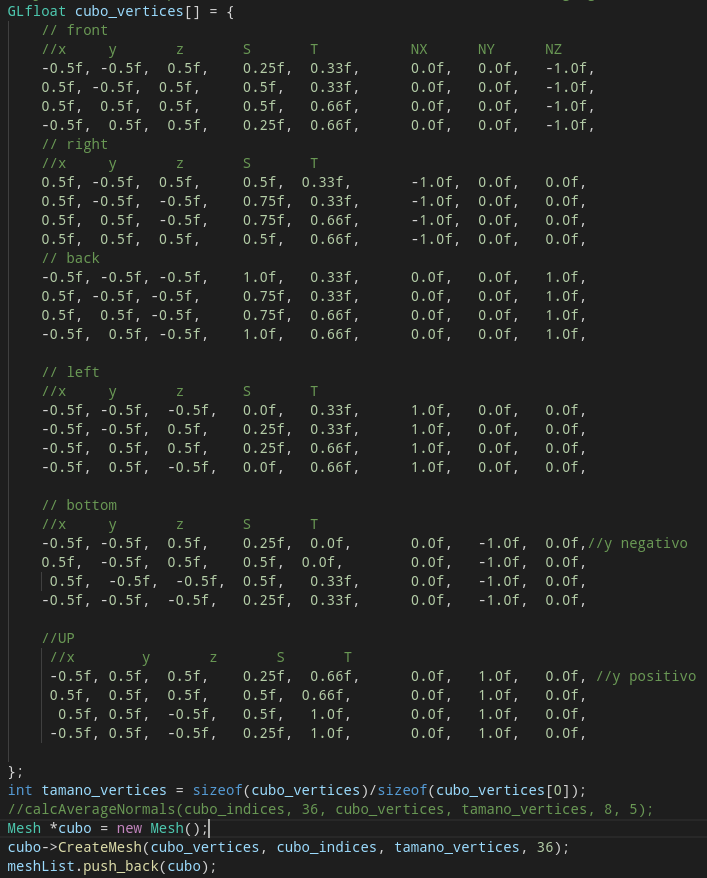 GLfloat cubo_vertices[] = {
// front
//x y z S T NX NY NZ
-0.5f, -0.5f, 0.5f, 0.25f, 0.33f, 0.0f, 0.0f, -1.0f,
0.5f, -0.5f, 0.5f, 0.5f, 0.33f, 0.0f, 0.0f, -1.0f,
0.5f, 0.5f, 0.5f, 0.5f, 0.66f, 0.0f, 0.0f, -1.0f,
-0.5f, 0.5f, 0.5f, 0.25f, 0.66f, 0.0f, 0.0f, -1.0f,
// right
//x y z S T
0.5f, -0.5f, 0.5f, 0.5f, 0.33f, -1.0f, 0.0f, 0.0f,
0.5f, -0.5f, -0.5f, 0.75f, 0.33f, -1.0f, 0.0f, 0.0f,
0.5f, 0.5f, -0.5f, 0.75f, 0.66f, -1.0f, 0.0f, 0.0f,
0.5f, 0.5f, 0.5f, 0.5f, 0.66f, -1.0f, 0.0f, 0.0f,
// back
-0.5f, -0.5f, -0.5f, 1.0f, 0.33f, 0.0f, 0.0f, 1.0f,
0.5f, -0.5f, -0.5f, 0.75f, 0.33f, 0.0f, 0.0f, 1.0f,
0.5f, 0.5f, -0.5f, 0.75f, 0.66f, 0.0f, 0.0f, 1.0f,
-0.5f, 0.5f, -0.5f, 1.0f, 0.66f, 0.0f, 0.0f, 1.0f,
// left
//x y z S T
-0.5f, -0.5f, -0.5f, 0.0f, 0.33f, 1.0f, 0.0f, 0.0f,
-0.5f, -0.5f, 0.5f, 0.25f, 0.33f, 1.0f, 0.0f, 0.0f,
-0.5f, 0.5f, 0.5f, 0.25f, 0.66f, 1.0f, 0.0f, 0.0f,
-0.5f, 0.5f, -0.5f, 0.0f, 0.66f, 1.0f, 0.0f, 0.0f,
// bottom
//x y z S T
-0.5f, -0.5f, 0.5f, 0.25f, 0.0f, 0.0f, -1.0f, 0.0f,//y negativo
0.5f, -0.5f, 0.5f, 0.5f, 0.0f, 0.0f, -1.0f, 0.0f,
0.5f, -0.5f, -0.5f, 0.5f, 0.33f, 0.0f, -1.0f, 0.0f,
-0.5f, -0.5f, -0.5f, 0.25f, 0.33f, 0.0f, -1.0f, 0.0f,
//UP
//x y z S T
-0.5f, 0.5f, 0.5f, 0.25f, 0.66f, 0.0f, 1.0f, 0.0f, //y positivo
0.5f, 0.5f, 0.5f, 0.5f, 0.66f, 0.0f, 1.0f, 0.0f,
0.5f, 0.5f, -0.5f, 0.5f, 1.0f, 0.0f, 1.0f, 0.0f,
-0.5f, 0.5f, -0.5f, 0.25f, 1.0f, 0.0f, 1.0f, 0.0f,
};
int tamano_vertices = sizeof(cubo_vertices)/sizeof(cubo_vertices[0]);
//calcAverageNormals(cubo_indices, 36, cubo_vertices, tamano_vertices, 8, 5);
Mesh *cubo = new Mesh();
cubo->CreateMesh(cubo_vertices, cubo_indices, tamano_vertices, 36);
meshList.push_back(cubo);